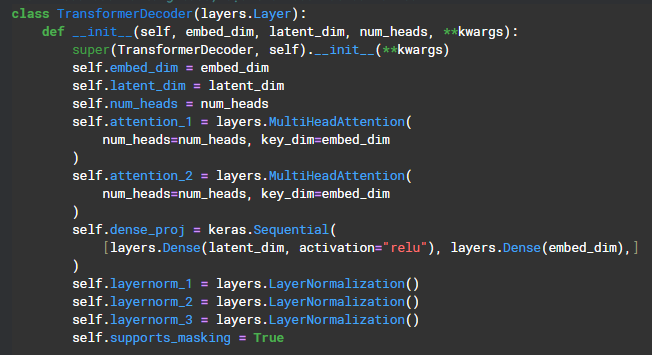 class TransformerDecoder(layers.Layer):
    def __init__(self, embed_dim, latent_dim, num_heads, **kwargs):
        super(TransformerDecoder, self).__init__(**kwargs)
        self.embed_dim = embed_dim
        self.latent_dim = latent_dim
        self.num_heads = num_heads
        self.attention_1 = layers.MultiHeadAttention(
            num_heads=num_heads, key_dim=embed_dim
        )
        self.attention_2 = layers.MultiHeadAttention(
            num_heads=num_heads, key_dim=embed_dim
        )
        self.dense_proj = keras.Sequential(
            [layers.Dense(latent_dim, activation="relu"), layers.Dense(embed_dim),]
        )
        self.layernorm_1 = layers.LayerNormalization()
        self.layernorm_2 = layers.LayerNormalization()
        self.layernorm_3 = layers.LayerNormalization()
        self.supports_masking = True